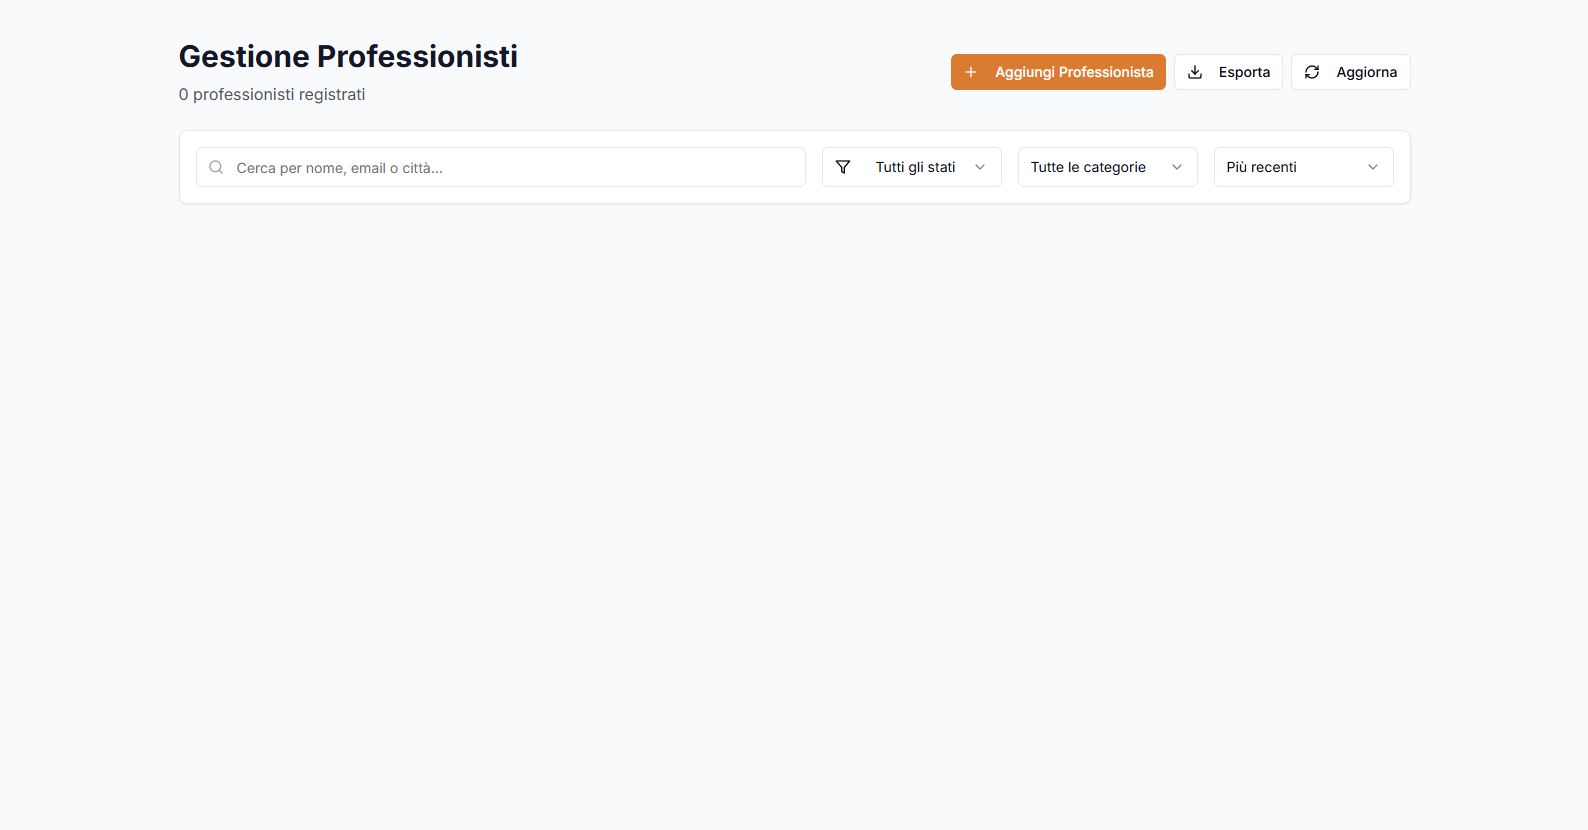 Gestione Professionisti
0 professionisti registrati
Aggiungi Professionista
Esporta
Aggiorna
Cerca per nome, email o città...
Tutti gli stati
Tutte le categorie
Più recenti